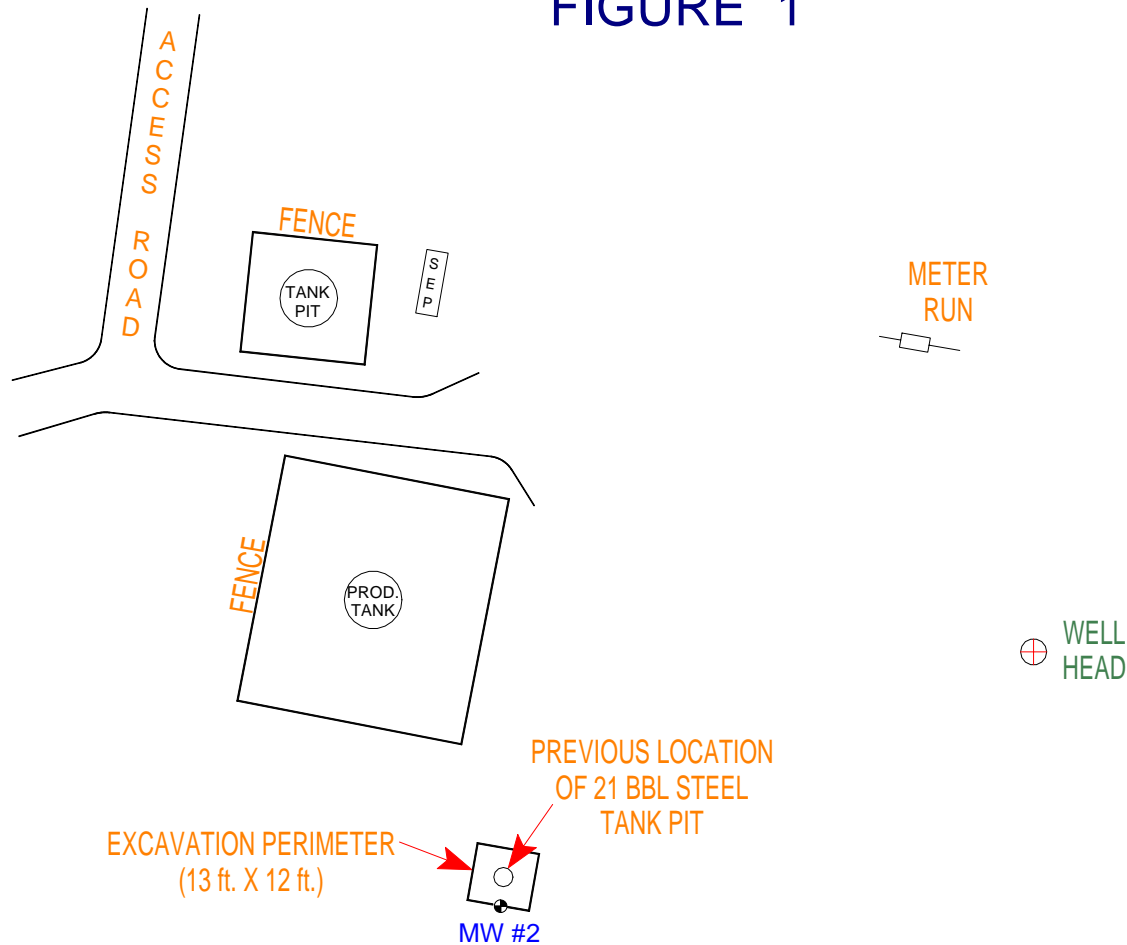 FIGURE 1
ACCESS ROAD
FENCE
TANK
PIT
SEP
METER
RUN
FENCE
PROD.
TANK
WELL
HEAD
PREVIOUS LOCATION
OF 21 BBL STEEL
TANK PIT
EXCAVATION PERIMETER
(13 ft. X 12 ft.)
MW #2